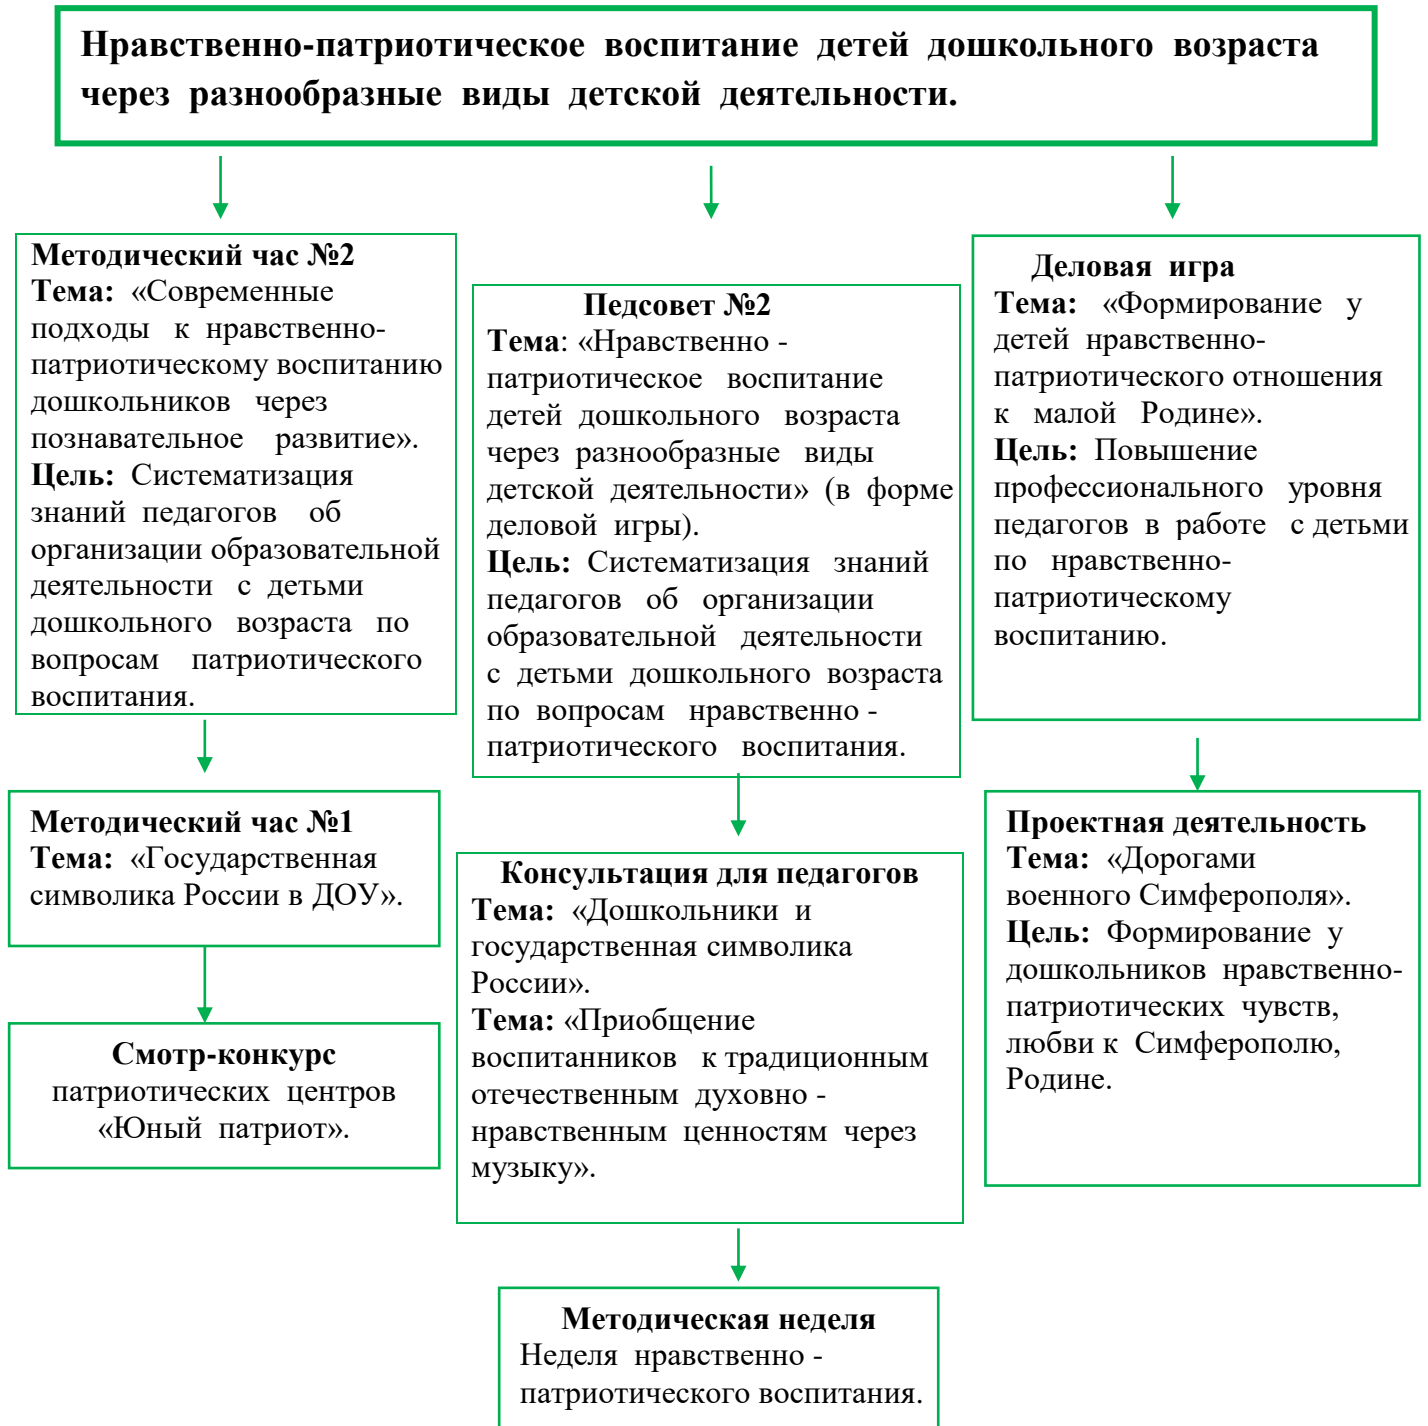 Нравственно-патриотическое воспитание детей дошкольного возраста
через разнообразные виды детской деятельности.
Методический час №2
Тема: «Современные
подходы к нравственно-
патриотическому воспитанию
дошкольников через
познавательное развитие».
Цель: Систематизация
знаний педагогов об
организации образовательной
деятельности с детьми
дошкольного возраста по
вопросам патриотического
воспитания.
Педсовет №2
Тема: «Нравственно -
патриотическое воспитание
детей дошкольного возраста
через разнообразные виды
детской деятельности» (в форме
деловой игры).
Цель: Систематизация знаний
педагогов об организации
образовательной деятельности
с детьми дошкольного возраста
по вопросам нравственно -
патриотического воспитания.
Деловая игра
Тема: «Формирование у
детей нравственно-
патриотического отношения
к малой Родине».
Цель: Повышение
профессионального уровня
педагогов в работе с детьми
по нравственно-
патриотическому
воспитанию.
Методический час №1
Тема: «Государственная
символика России в ДОУ».
Консультация для педагогов
Тема: «Дошкольники и
государственная символика
России».
Тема: «Приобщение
воспитанников к традиционным
отечественным духовно -
нравственным ценностям через
музыку».
Проектная деятельность
Тема: «Дорогами
военного Симферополя».
Цель: Формирование у
дошкольников нравственно-
патриотических чувств,
любви к Симферополю,
Родине.
Смотр-конкурс
патриотических центров
«Юный патриот».
Методическая неделя
Неделя нравственно -
патриотического воспитания.